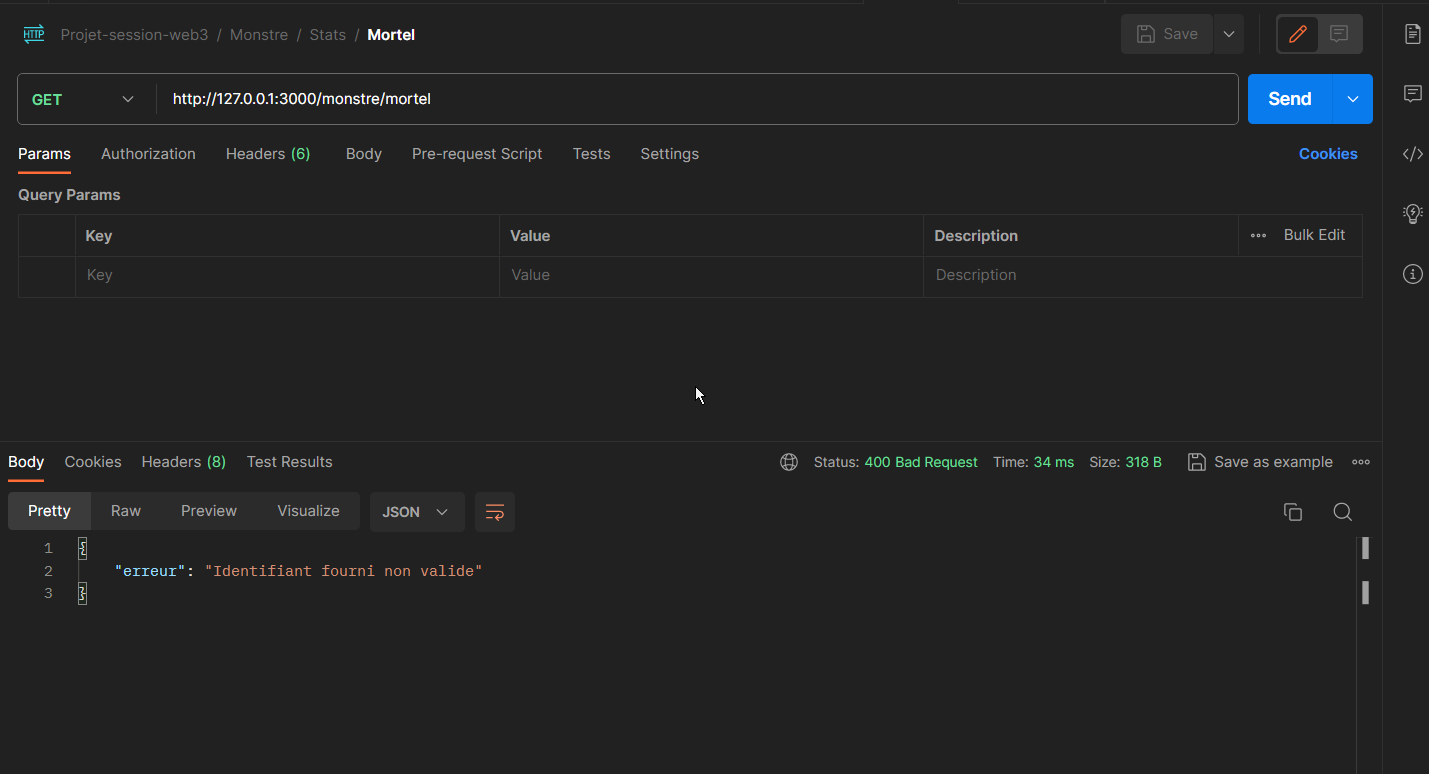 HTTP Projet-session-web3 / Monstre / Stats / Mortel Save
GET http://127.0.0.1:3000/monstre/mortel Send
Params Authorization Headers (6) Body Pre-request Script Tests Settings Cookies
Query Params
Key Value Description Bulk Edit
Key Value Description
Body Cookies Headers (8) Test Results Status: 400 Bad Request Time: 34 ms Size: 318 B Save as example
Pretty Raw Preview Visualize JSON
1 {
2 "erreur": "Identifiant fourni non valide"
3 }